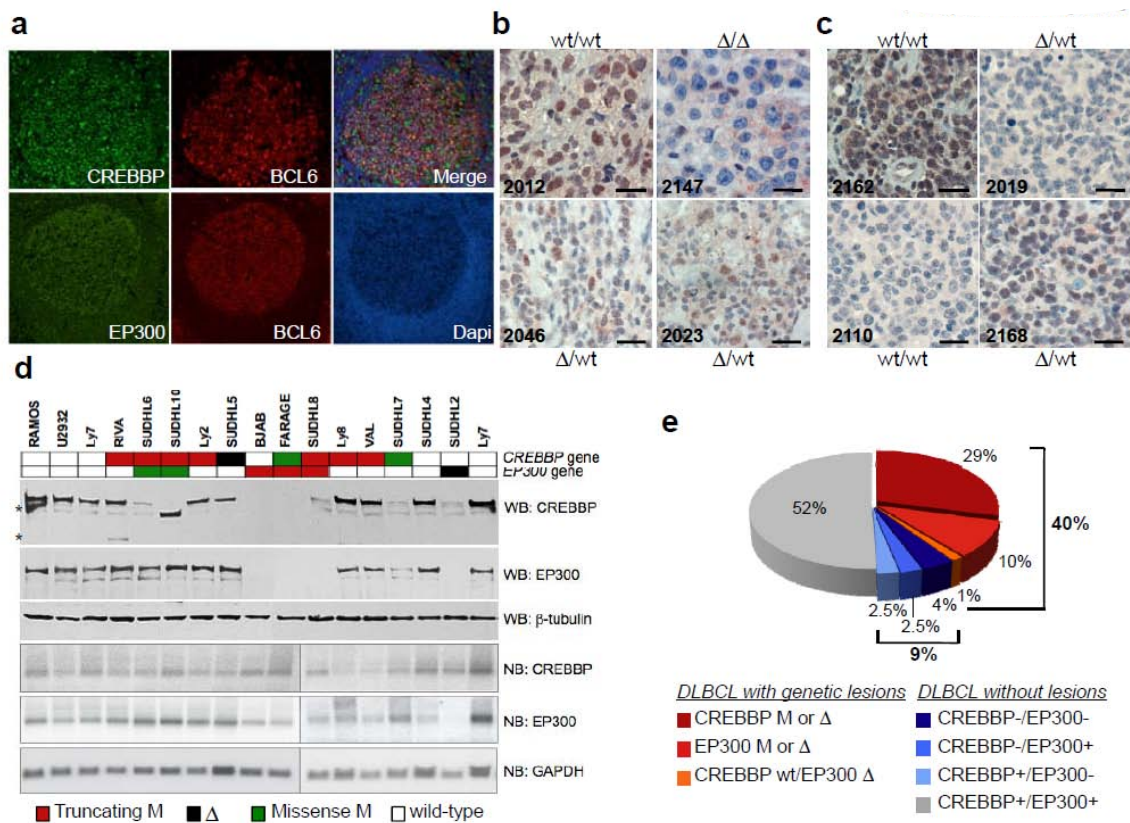 a
CREBBP
BCL6
Merge
EP300
BCL6
Dapi
b
wt/wt
Δ/Δ
2012
2147
2046
2023
Δ/wt
Δ/wt
c
wt/wt
Δ/wt
2162
2019
2110
2168
wt/wt
Δ/wt
d
RAMOS
U2932
Ly7
RIVA
SUDHL6
SUDHL10
Ly2
SUDHL5
BJAB
FARAGE
SUDHL8
Ly8
VAL
SUDHL7
SUDHL4
SUDHL2
Ly7
CREBBP gene
EP300 gene
*
*
WB: CREBBP
WB: EP300
WB: β-tubulin
NB: CREBBP
NB: EP300
NB: GAPDH
Truncating M
Δ
Missense M
wild-type
e
29%
52%
40%
10%
1%
4%
2.5%
2.5%
9%
DLBCL with genetic lesions
CREBBP M or Δ
EP300 M or Δ
CREBBP wt/EP300 Δ
DLBCL without lesions
CREBBP-/EP300-
CREBBP-/EP300+
CREBBP+/EP300-
CREBBP+/EP300+